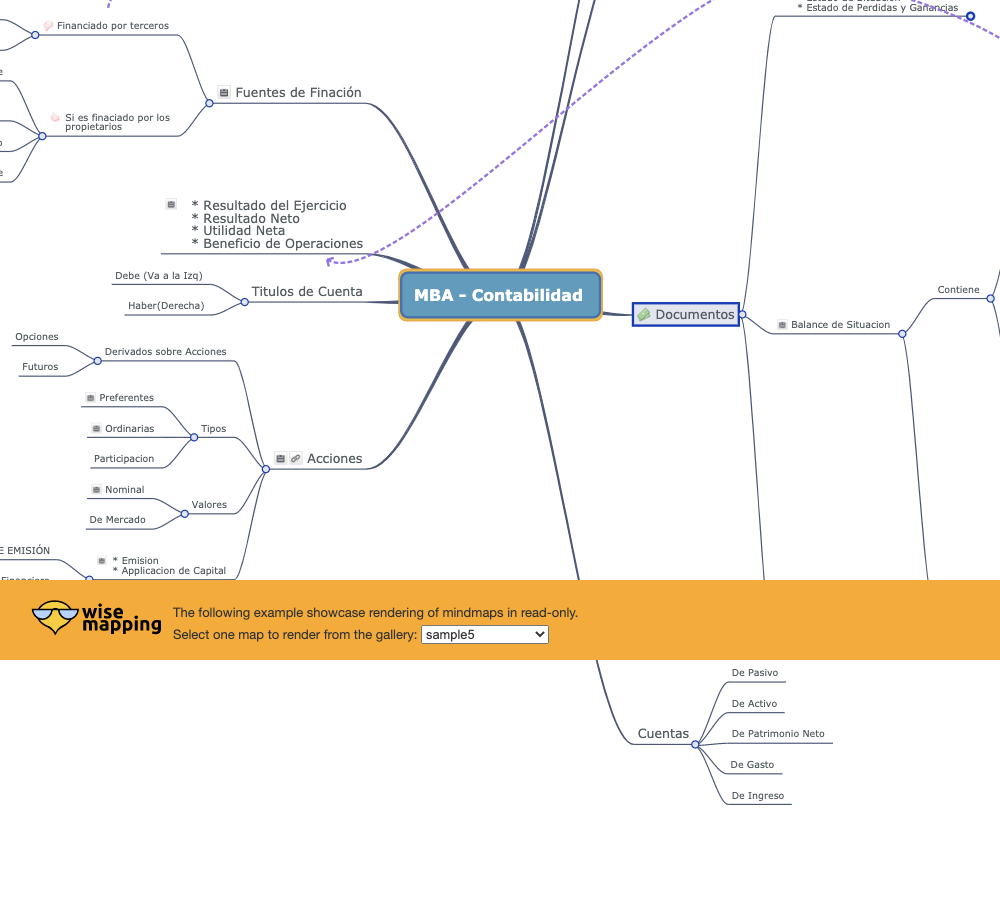 * Estado de Perdidas y Ganancias
Financiado por terceros
Fuentes de Finación
Si es finaciado por los
propietarios
* Resultado del Ejercicio
* Resultado Neto
* Utilidad Neta
* Beneficio de Operaciones
Debe (Va a la Izq)
Titulos de Cuenta
Haber(Derecha)
MBA - Contabilidad
Documentos
Contiene
Balance de Situacion
Opciones
Derivados sobre Acciones
Futuros
Preferentes
Ordinarias
Tipos
Participacion
Acciones
Nominal
Valores
De Mercado
E EMISIÓN
* Emision
* Applicacion de Capital
wise
mapping
The following example showcase rendering of mindmaps in read-only.
Select one map to render from the gallery: sample5
De Pasivo
De Activo
Cuentas
De Patrimonio Neto
De Gasto
De Ingreso